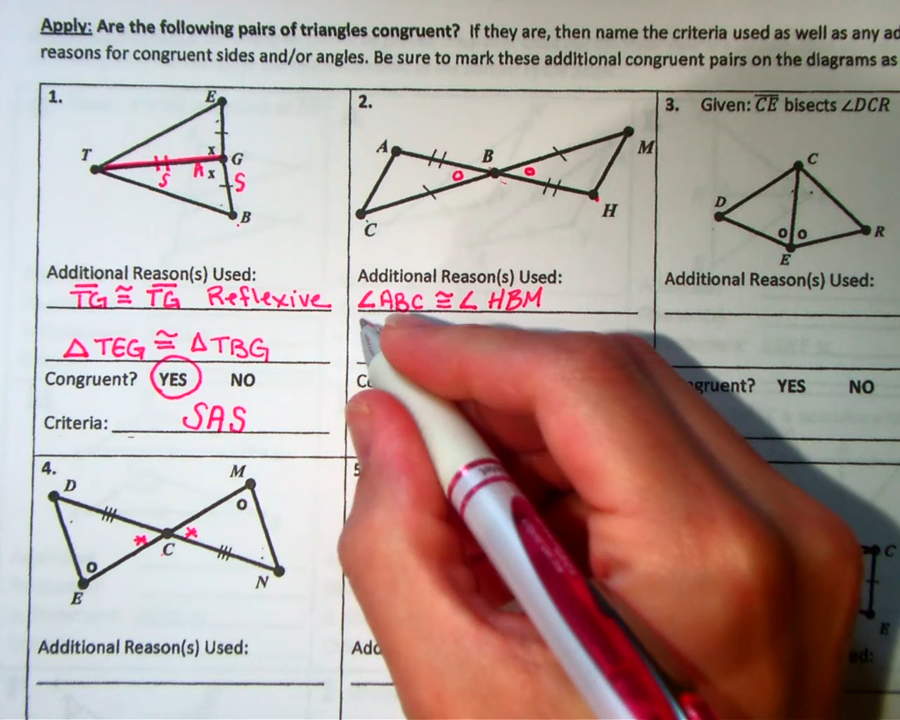 Apply: Are the following pairs of triangles congruent? If they are, then name the criteria used as well as any
reasons for congruent sides and/or angles. Be sure to mark these additional congruent pairs on the diagrams as
1.
E
T
x
G
S
A
x
S
B
Additional Reason(s) Used:
TG ≅ TG Reflexive
△TEG ≅ △TBG
Congruent? YES NO
Criteria: SAS
2.
A
B
M
o
o
H
C
Additional Reason(s) Used:
∠ABC ≅ ∠HBM
3. Given: CE bisects ∠DCR
C
D
o o
R
E
Additional Reason(s) Used:
YES NO
4.
D
M
o
C
o
N
E
Additional Reason(s) Used:
C
E